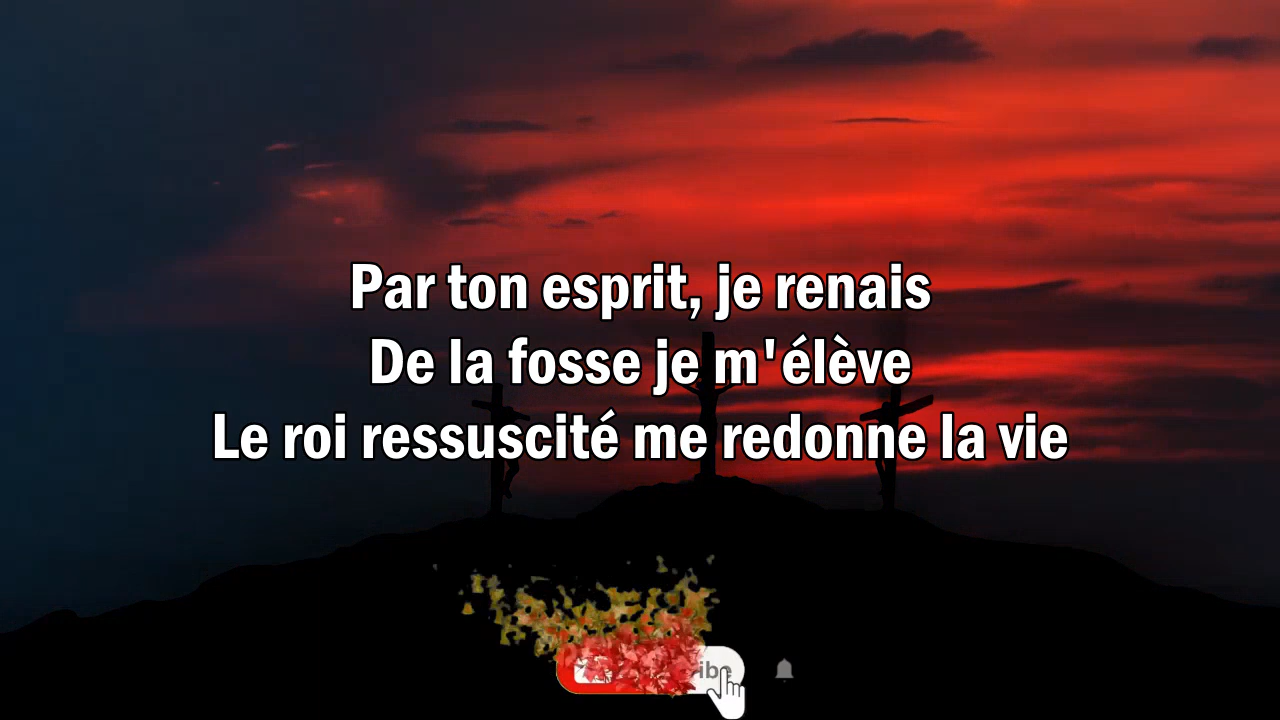 Par ton esprit, je renais
De la fosse je m'élève
Le roi ressuscité me redonne la vie